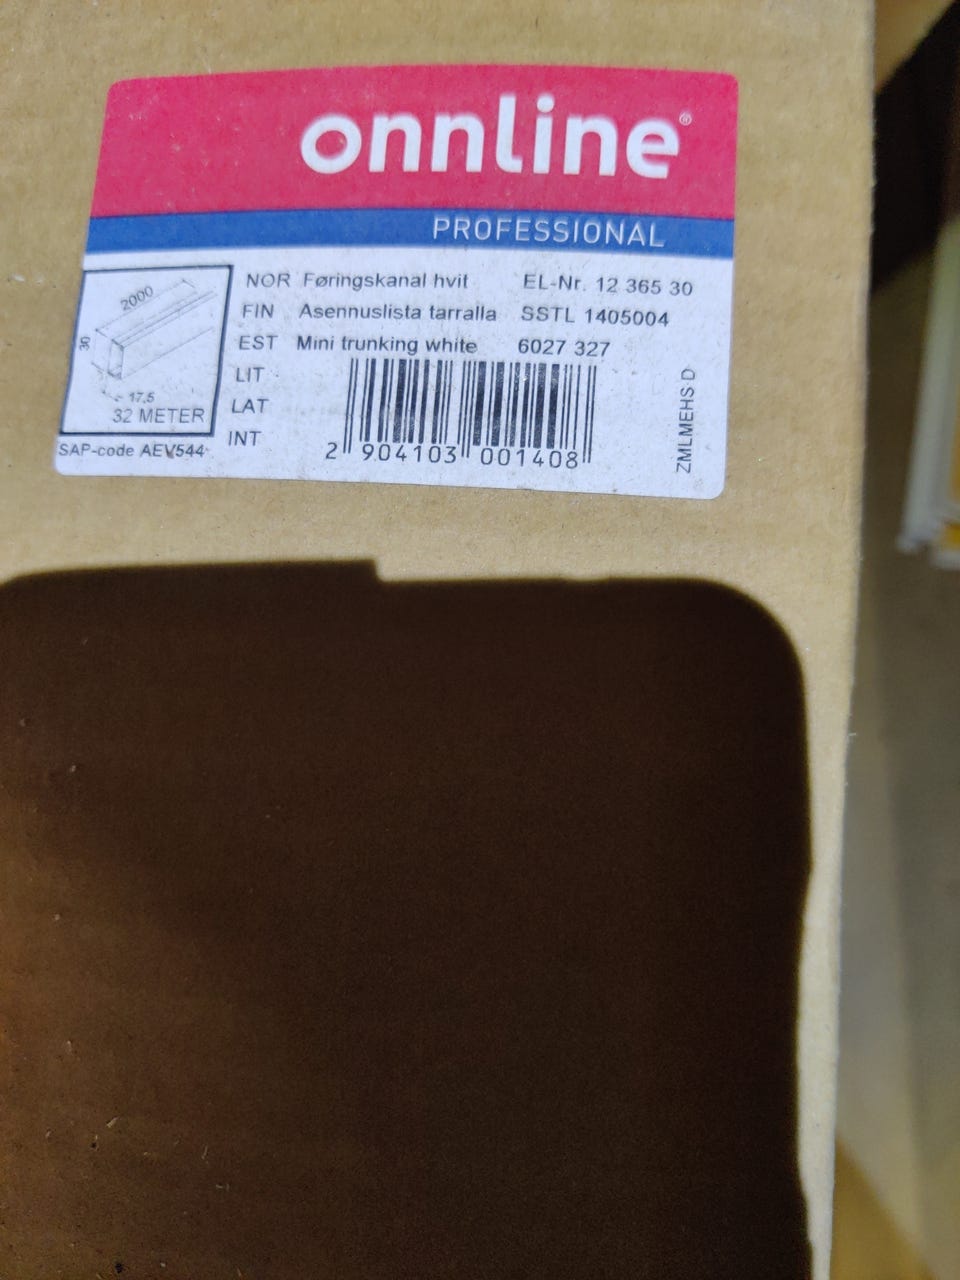 onnline®
PROFESSIONAL
NOR Føringskanal hvit EL-Nr. 12 365 30
FIN Asennuslista tarralla SSTL 1405004
EST Mini trunking white 6027 327
LIT
LAT
INT
2000
30
17,5
32 METER
SAP-code AEV544
2 904103 001408
ZMLMEHS D